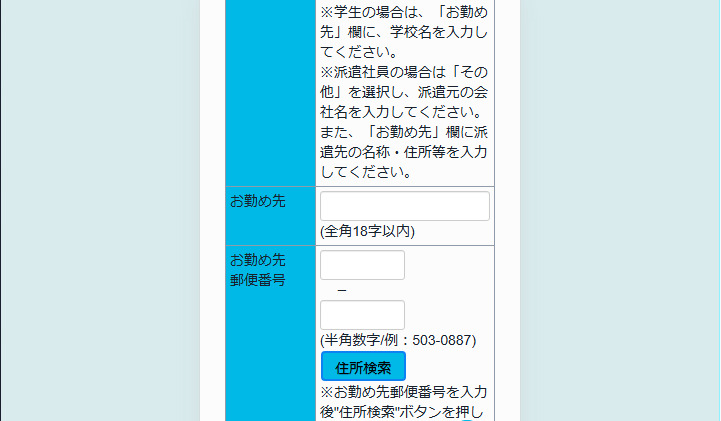 ※学生の場合は、「お勤め
先」欄に、学校名を入力し
てください。
※派遣社員の場合は「その
他」を選択し、派遣元の会
社名を入力してください。
また、「お勤め先」欄に派
遣先の名称・住所等を入力
してください。
お勤め先
(全角18字以内)
お勤め先
郵便番号
–
(半角数字/例：503-0887)
住所検索
※お勤め先郵便番号を入力
後"住所検索"ボタンを押し